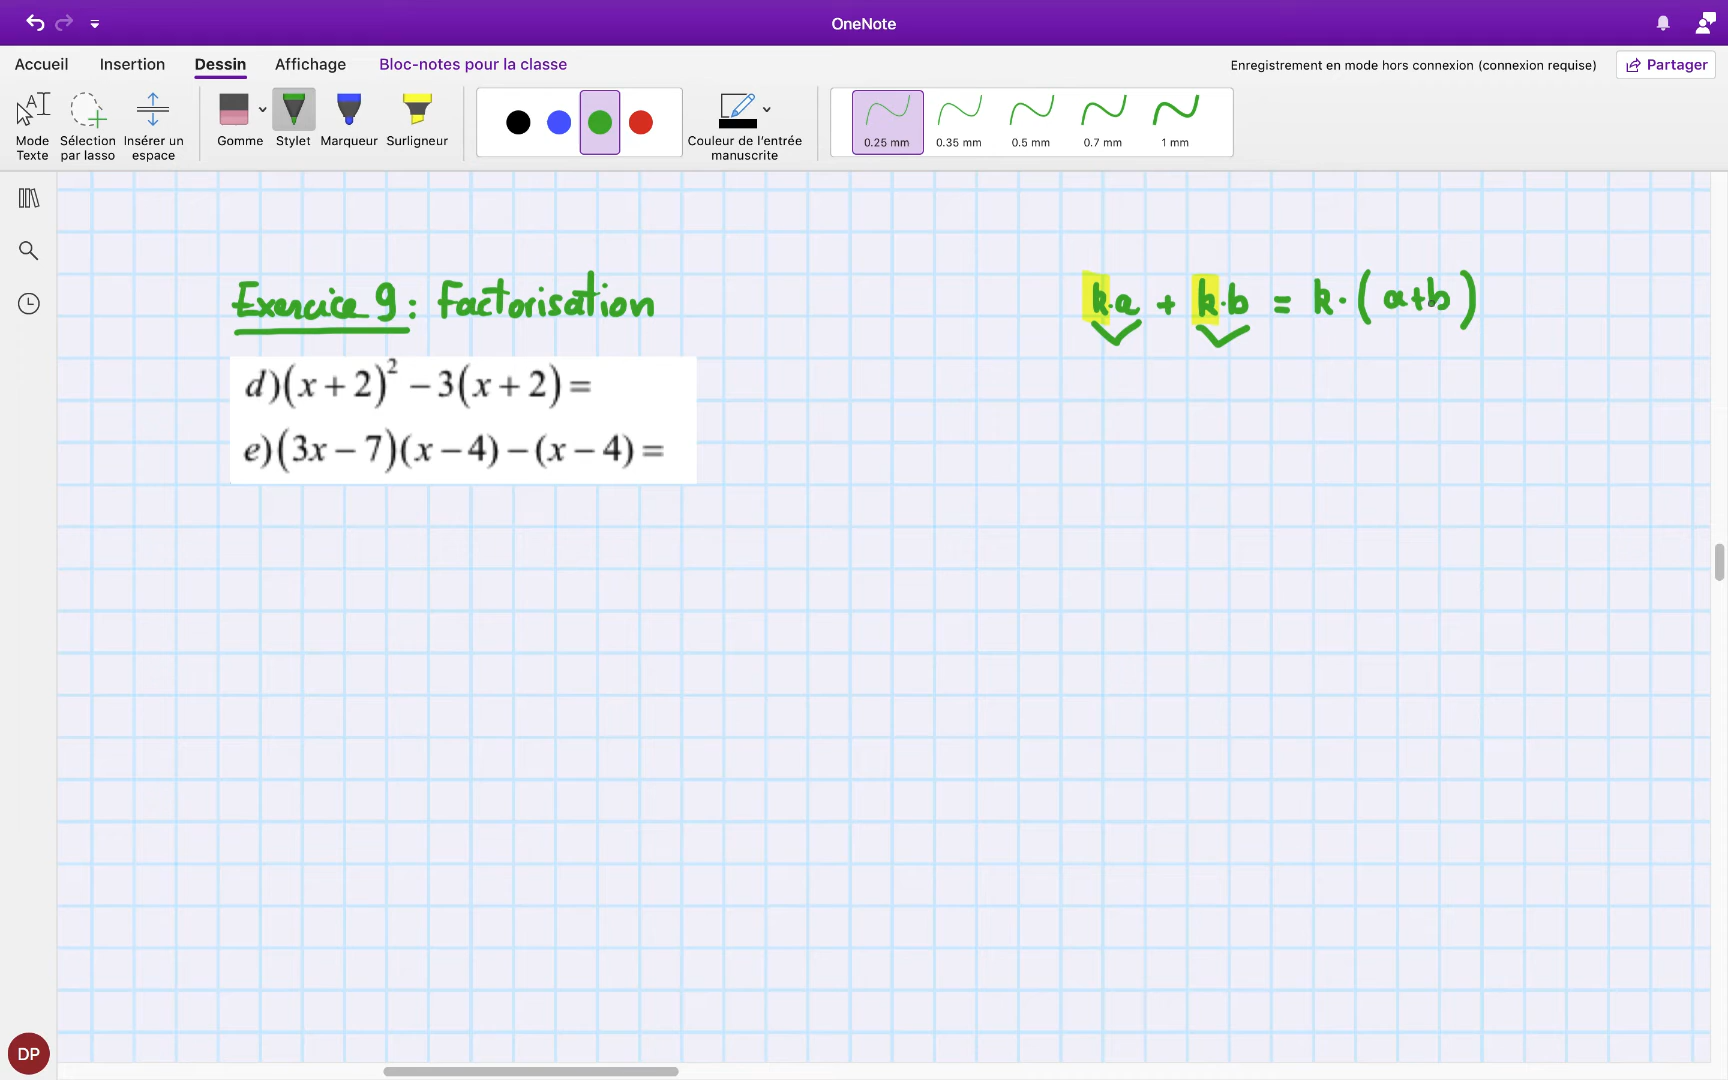 OneNote
Accueil Insertion Dessin Affichage Bloc-notes pour la classe Enregistrement en mode hors connexion (connexion requise) Partager
Mode Texte Sélection par lasso Insérer un espace Gomme Stylet Marqueur Surligneur Couleur de l'entrée manuscrite 0.25 mm 0.35 mm 0.5 mm 0.7 mm 1 mm
Exercice 9 : Factorisation
k·a + k·b = k·(a+b)
d)(x + 2)² − 3(x + 2) =
e)(3x − 7)(x − 4) − (x − 4) =
DP